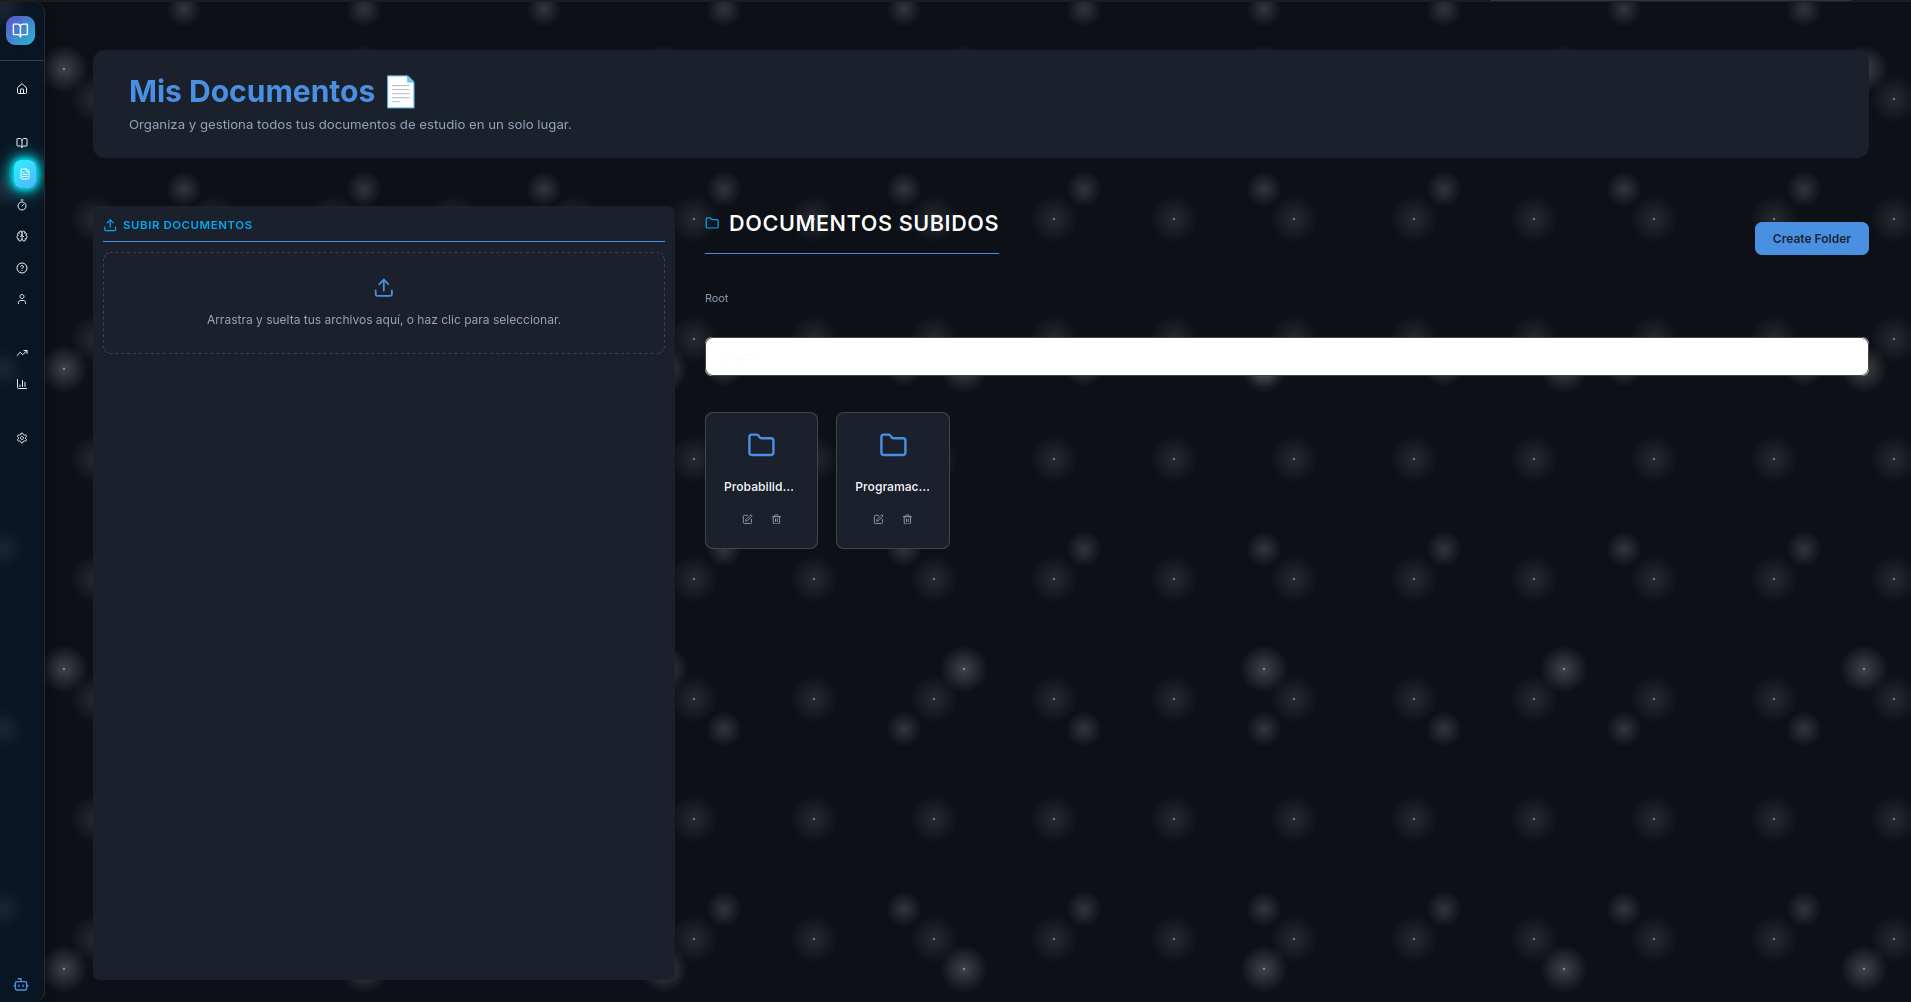 Mis Documentos
Organiza y gestiona todos tus documentos de estudio en un solo lugar.
SUBIR DOCUMENTOS
Arrastra y suelta tus archivos aquí, o haz clic para seleccionar.
DOCUMENTOS SUBIDOS
Create Folder
Root
Probabilid...
Programac...